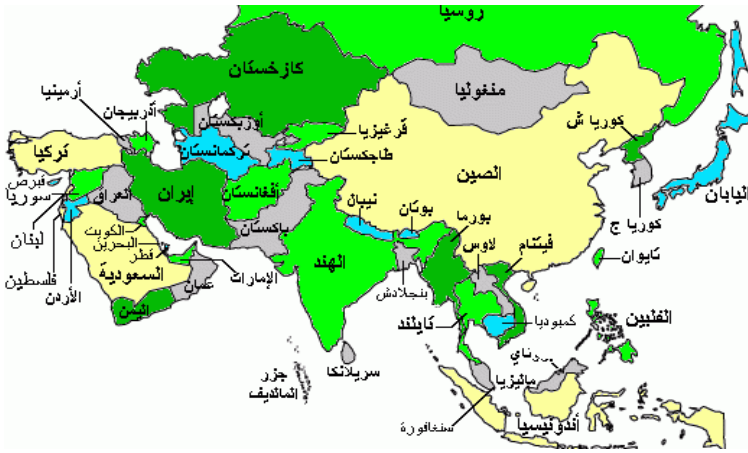 روسيا
كازخستان
منغوليا
أرمينيا
أذربيجان
أوزبكستان
قرغيزيا
كوريا ش
تركيا
تركمانستان
طاجكستان
الصين
قبرص
سوريا
العراق
إيران
أفغانستان
نيبال
بوتان
اليابان
لبنان
الكويت
باكستان
بورما
كوريا ج
البحرين
قطر
لاوس
فيتنام
تايوان
فلسطين
السعودية
الإمارات
الهند
الأردن
عمان
بنجلادش
اليمن
تايلند
كمبوديا
الفلبين
سريلانكا
جزر
المالديف
ماليزيا
سنغافورة
أندونيسيا